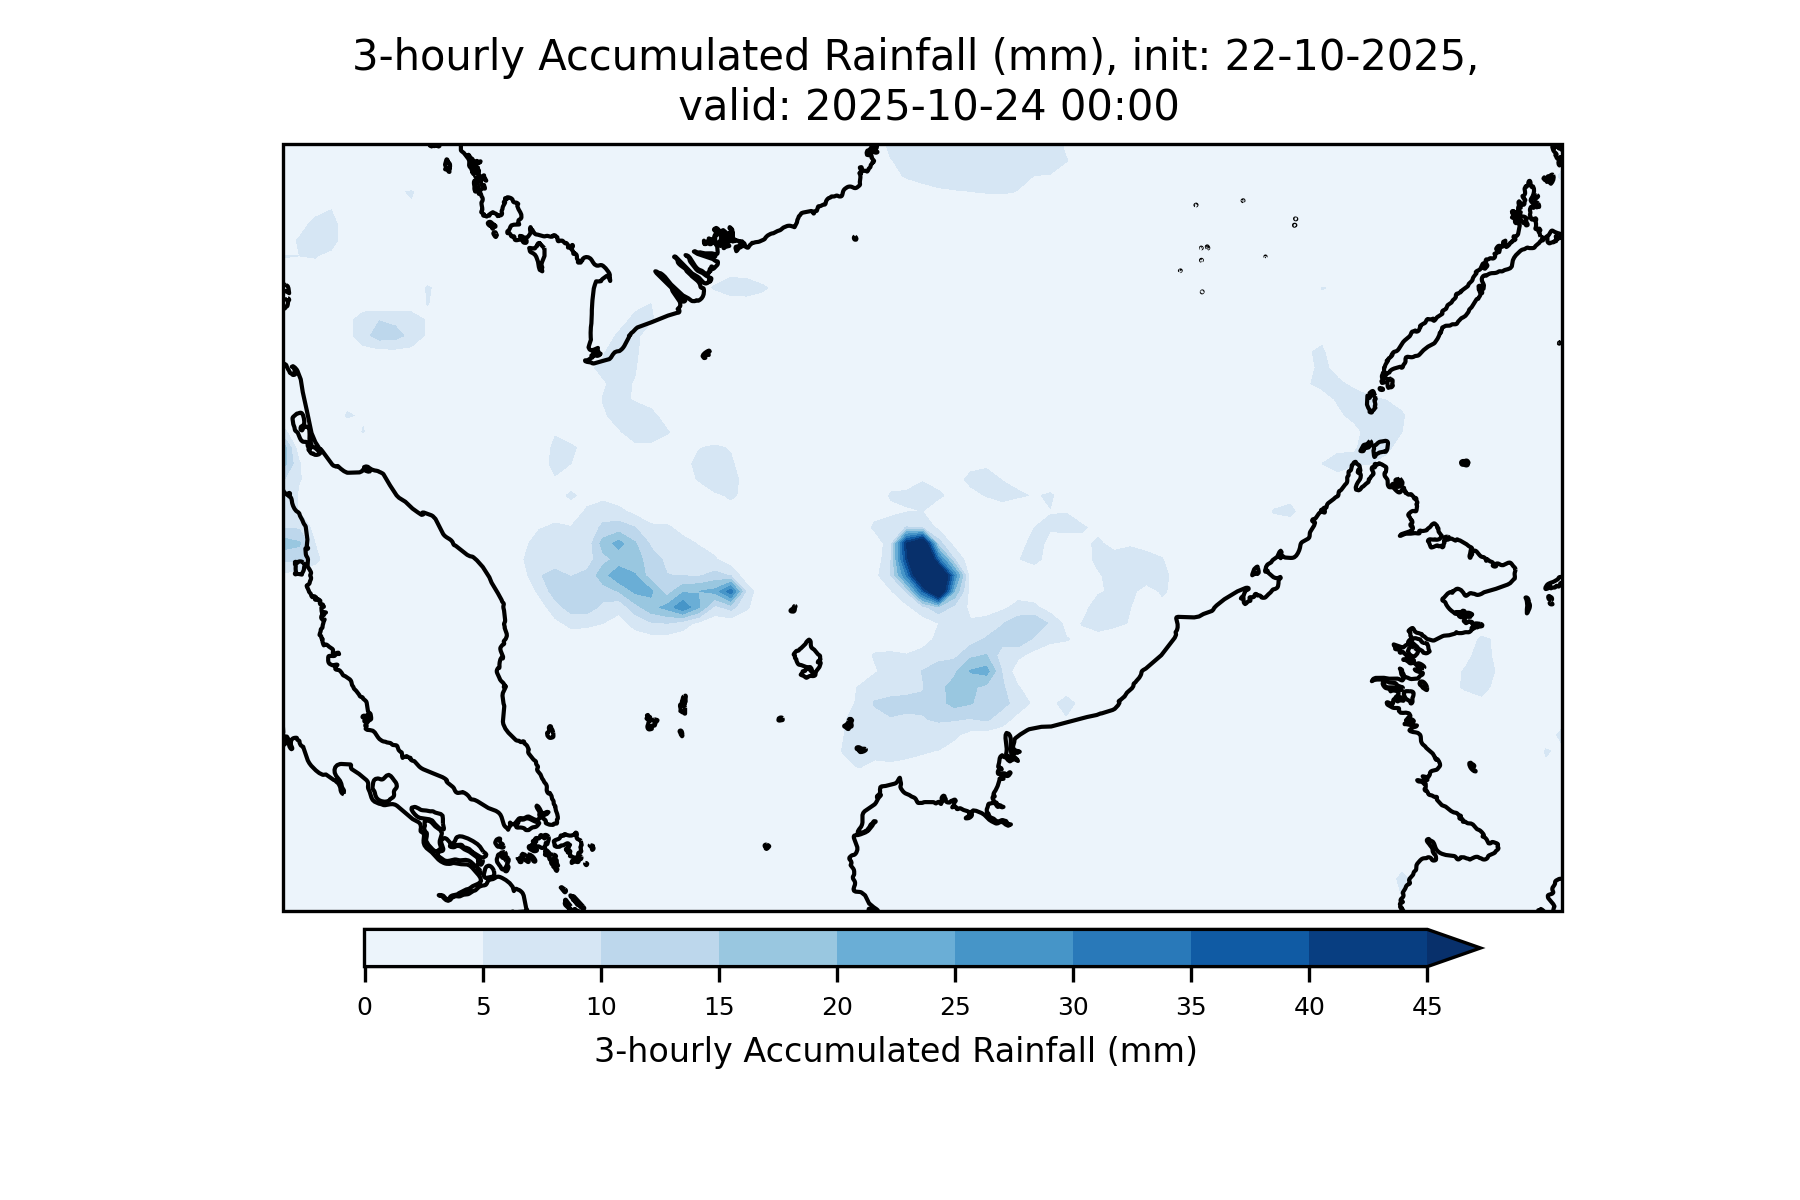 3-hourly Accumulated Rainfall (mm), init: 22-10-2025,
valid: 2025-10-24 00:00
0 5 10 15 20 25 30 35 40 45
3-hourly Accumulated Rainfall (mm)